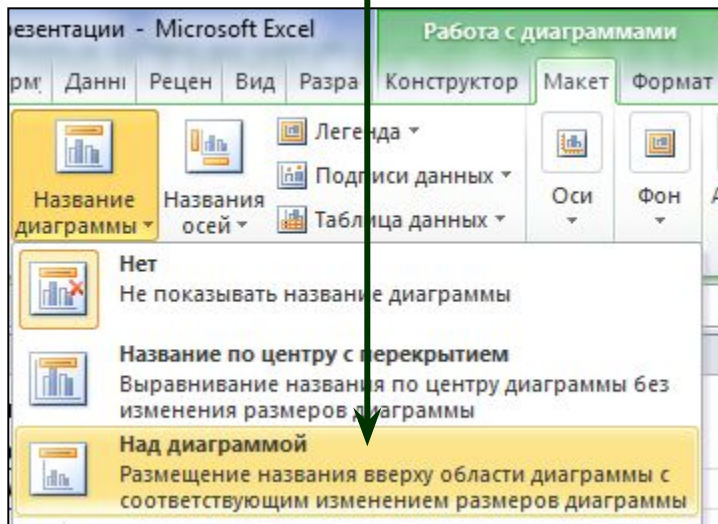 езентации - Microsoft Excel Работа с диаграммами
Данні Рецен Вид Разра Конструктор Макет Формат
Название диаграммы
Названия осей
Легенда
Подписи данных
Таблица данных
Оси
Фон
Нет
Не показывать название диаграммы
Название по центру с перекрытием
Выравнивание названия по центру диаграммы без
изменения размеров диаграммы
Над диаграммой
Размещение названия вверху области диаграммы с
соответствующим изменением размеров диаграммы